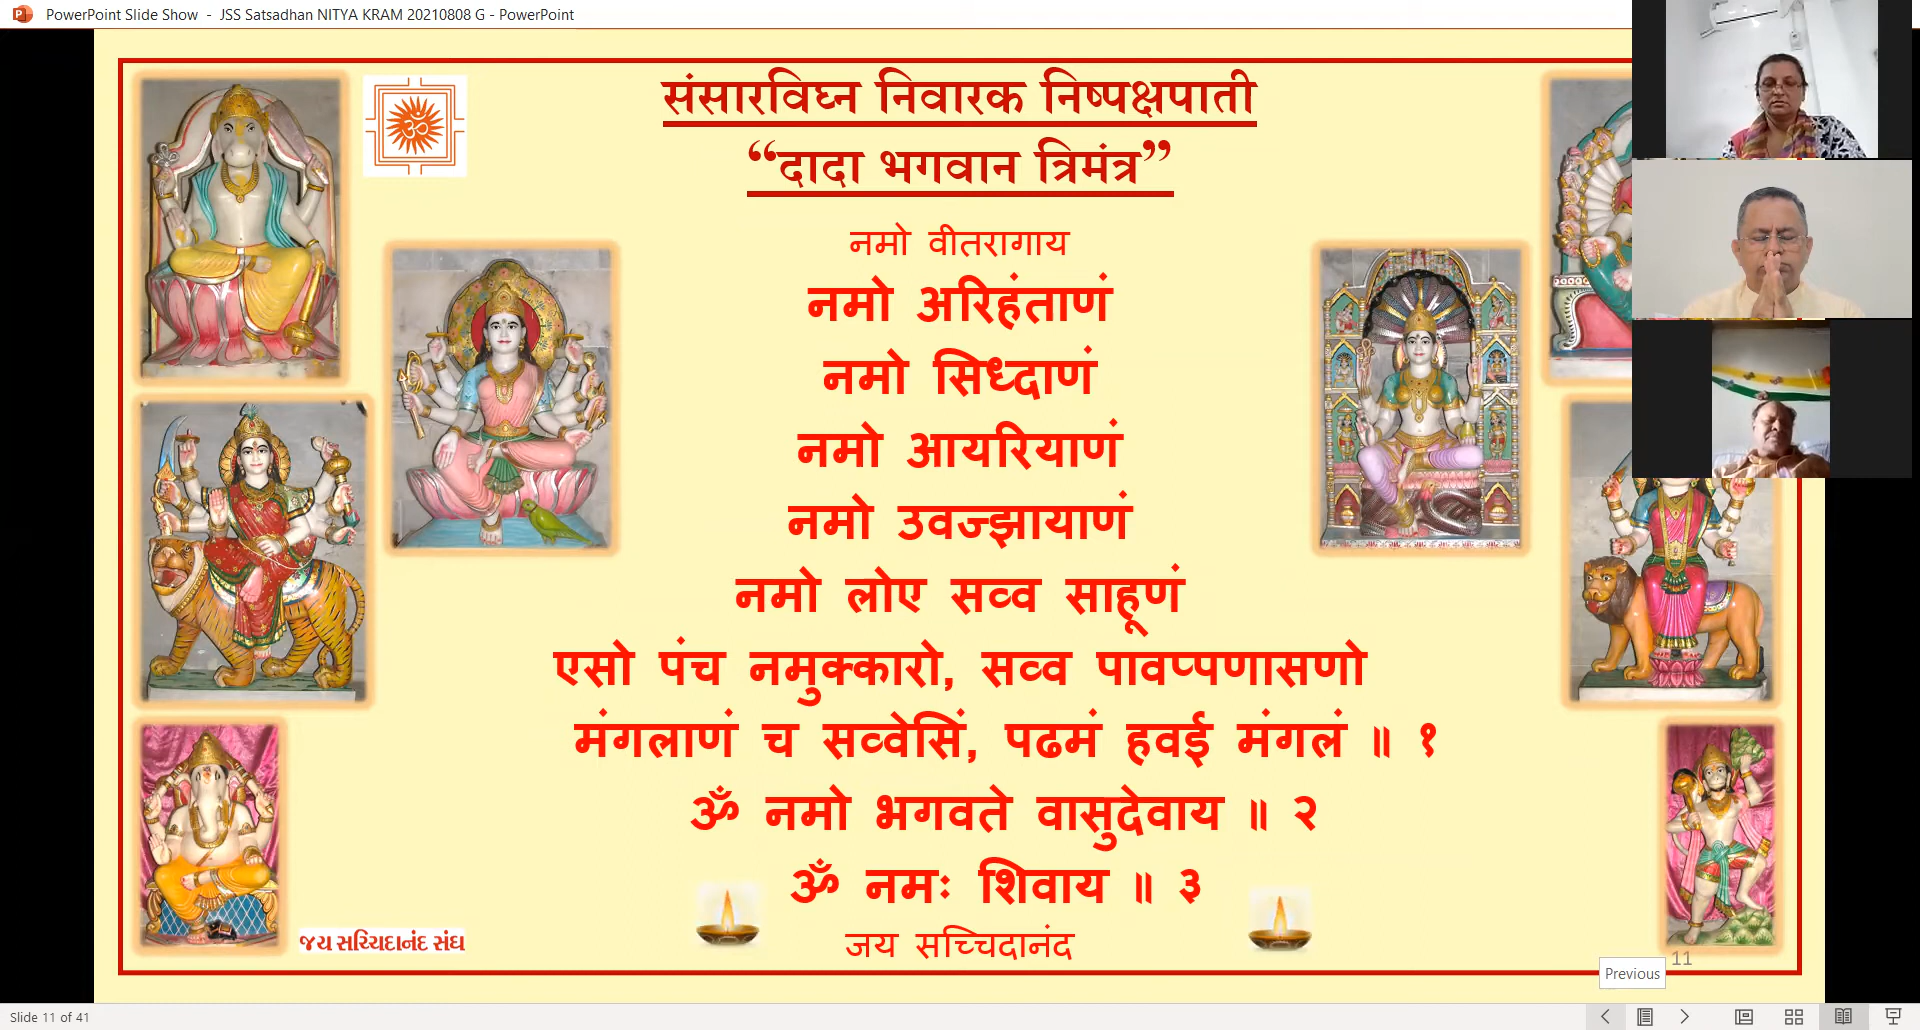 PowerPoint Slide Show - JSS Satsadhan NITYA KRAM 20210808 G - PowerPoint
संसारविघ्न निवारक निष्पक्षपाती
“दादा भगवान त्रिमंत्र”
नमो वीतरागाय
नमो अरिहंताणं
नमो सिध्दाणं
नमो आयरियाणं
नमो उवज्झायाणं
नमो लोए सव्व साहूणं
एसो पंच नमुक्कारो, सव्व पावप्पणासणो
मंगलाणं च सव्वेसिं, पढमं हवई मंगलं ॥ १
ॐ नमो भगवते वासुदेवाय ॥ २
ॐ नमः शिवाय ॥ ३
જય સચ્ચિદાનંદ સંઘ
जय सच्चिदानंद
11
Previous
Slide 11 of 41